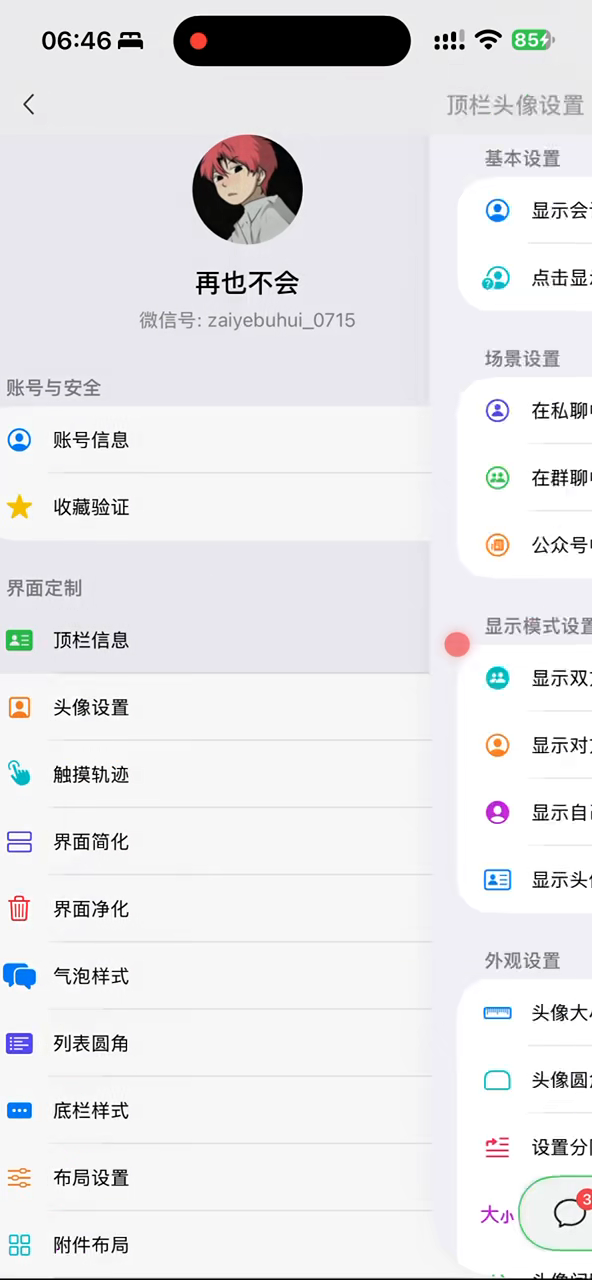 06:46
85
顶栏头像设置
再也不会
微信号: zaiyebuhui_0715
账号与安全
账号信息
收藏验证
界面定制
顶栏信息
头像设置
触摸轨迹
界面简化
界面净化
气泡样式
列表圆角
底栏样式
布局设置
附件布局
基本设置
显示会
点击显
场景设置
在私聊
在群聊
公众号
显示模式设置
显示双
显示对
显示自
显示头
外观设置
头像大
头像圆
设置分
大小
3